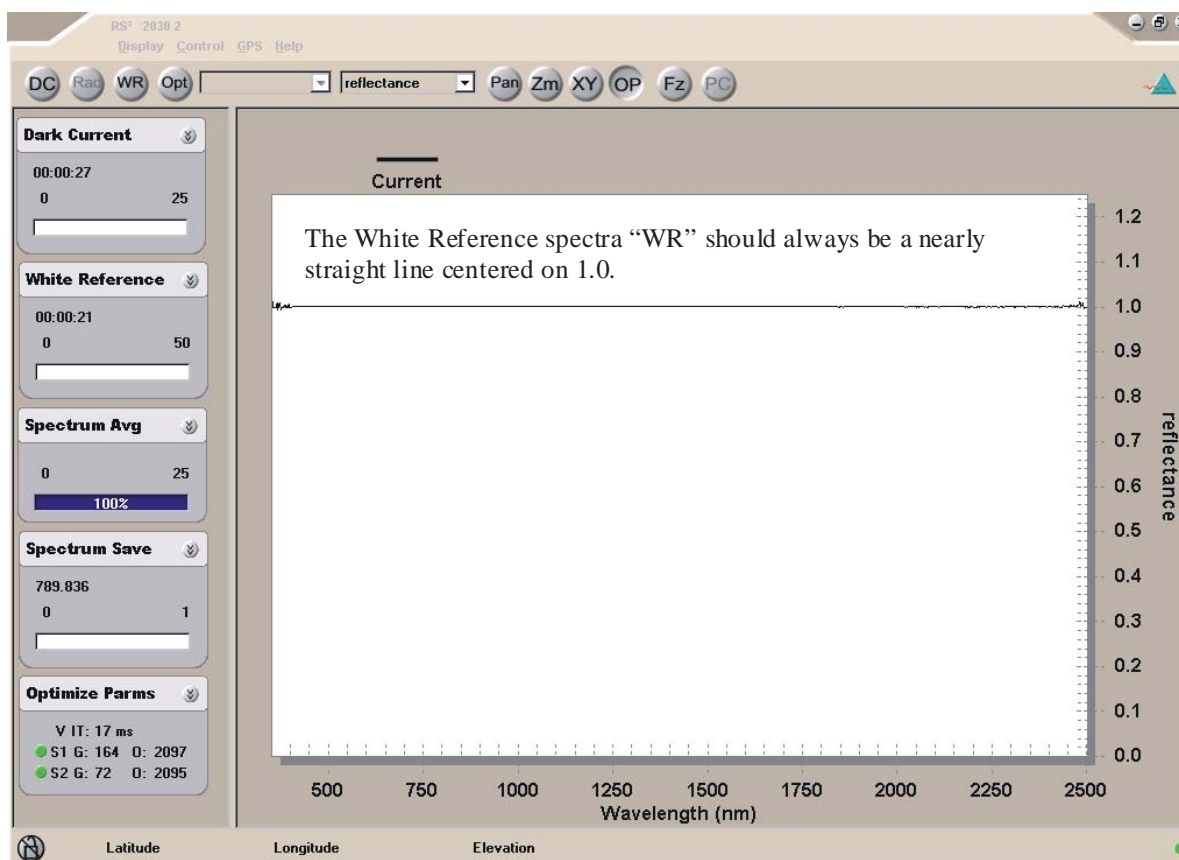 RS³ 2030 2
Display Control GPS Help
DC Rad WR Opt reflectance Pan Zm XY OP Fz PC
Dark Current
00:00:27
0 25
White Reference
00:00:21
0 50
Spectrum Avg
0 25
100%
Spectrum Save
789.836
0 1
Optimize Parms
V IT: 17 ms
S1 G: 164 O: 2097
S2 G: 72 O: 2095
Current
The White Reference spectra “WR” should always be a nearly
straight line centered on 1.0.
1.2
1.1
1.0
0.9
0.8
0.7
0.6
0.5
0.4
0.3
0.2
0.1
0.0
reflectance
500 750 1000 1250 1500 1750 2000 2250 2500
Wavelength (nm)
Latitude Longitude Elevation